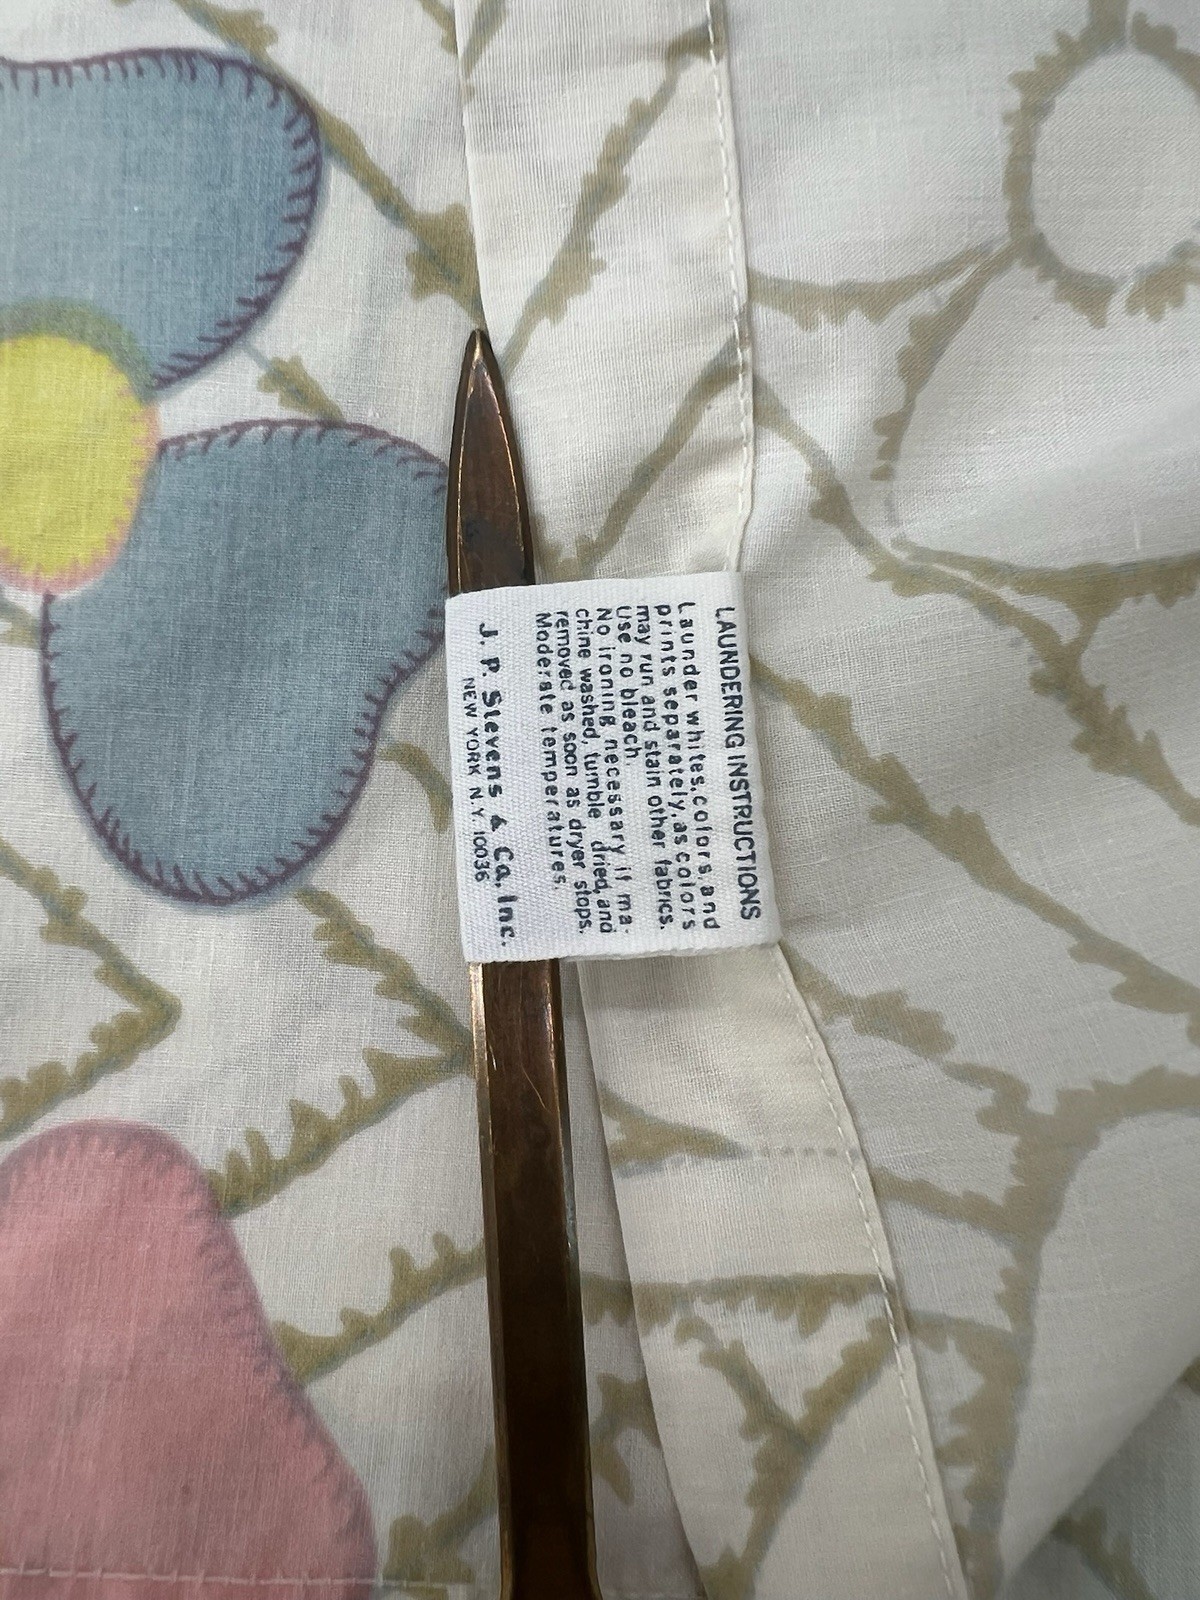 LAUNDERING INSTRUCTIONS
Launder whites, colors, and
prints separately, as colors
may run and stain other fabrics.
Use no bleach.
No ironing necessary if ma-
chine washed, tumble dried, and
removed as soon as dryer stops.
Moderate temperatures.
J. P. Stevens & Co., Inc.
NEW YORK N.Y. 10036